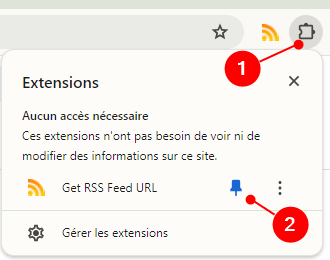 1
Extensions
Aucun accès nécessaire
Ces extensions n'ont pas besoin de voir ni de
modifier des informations sur ce site.
Get RSS Feed URL
2
Gérer les extensions